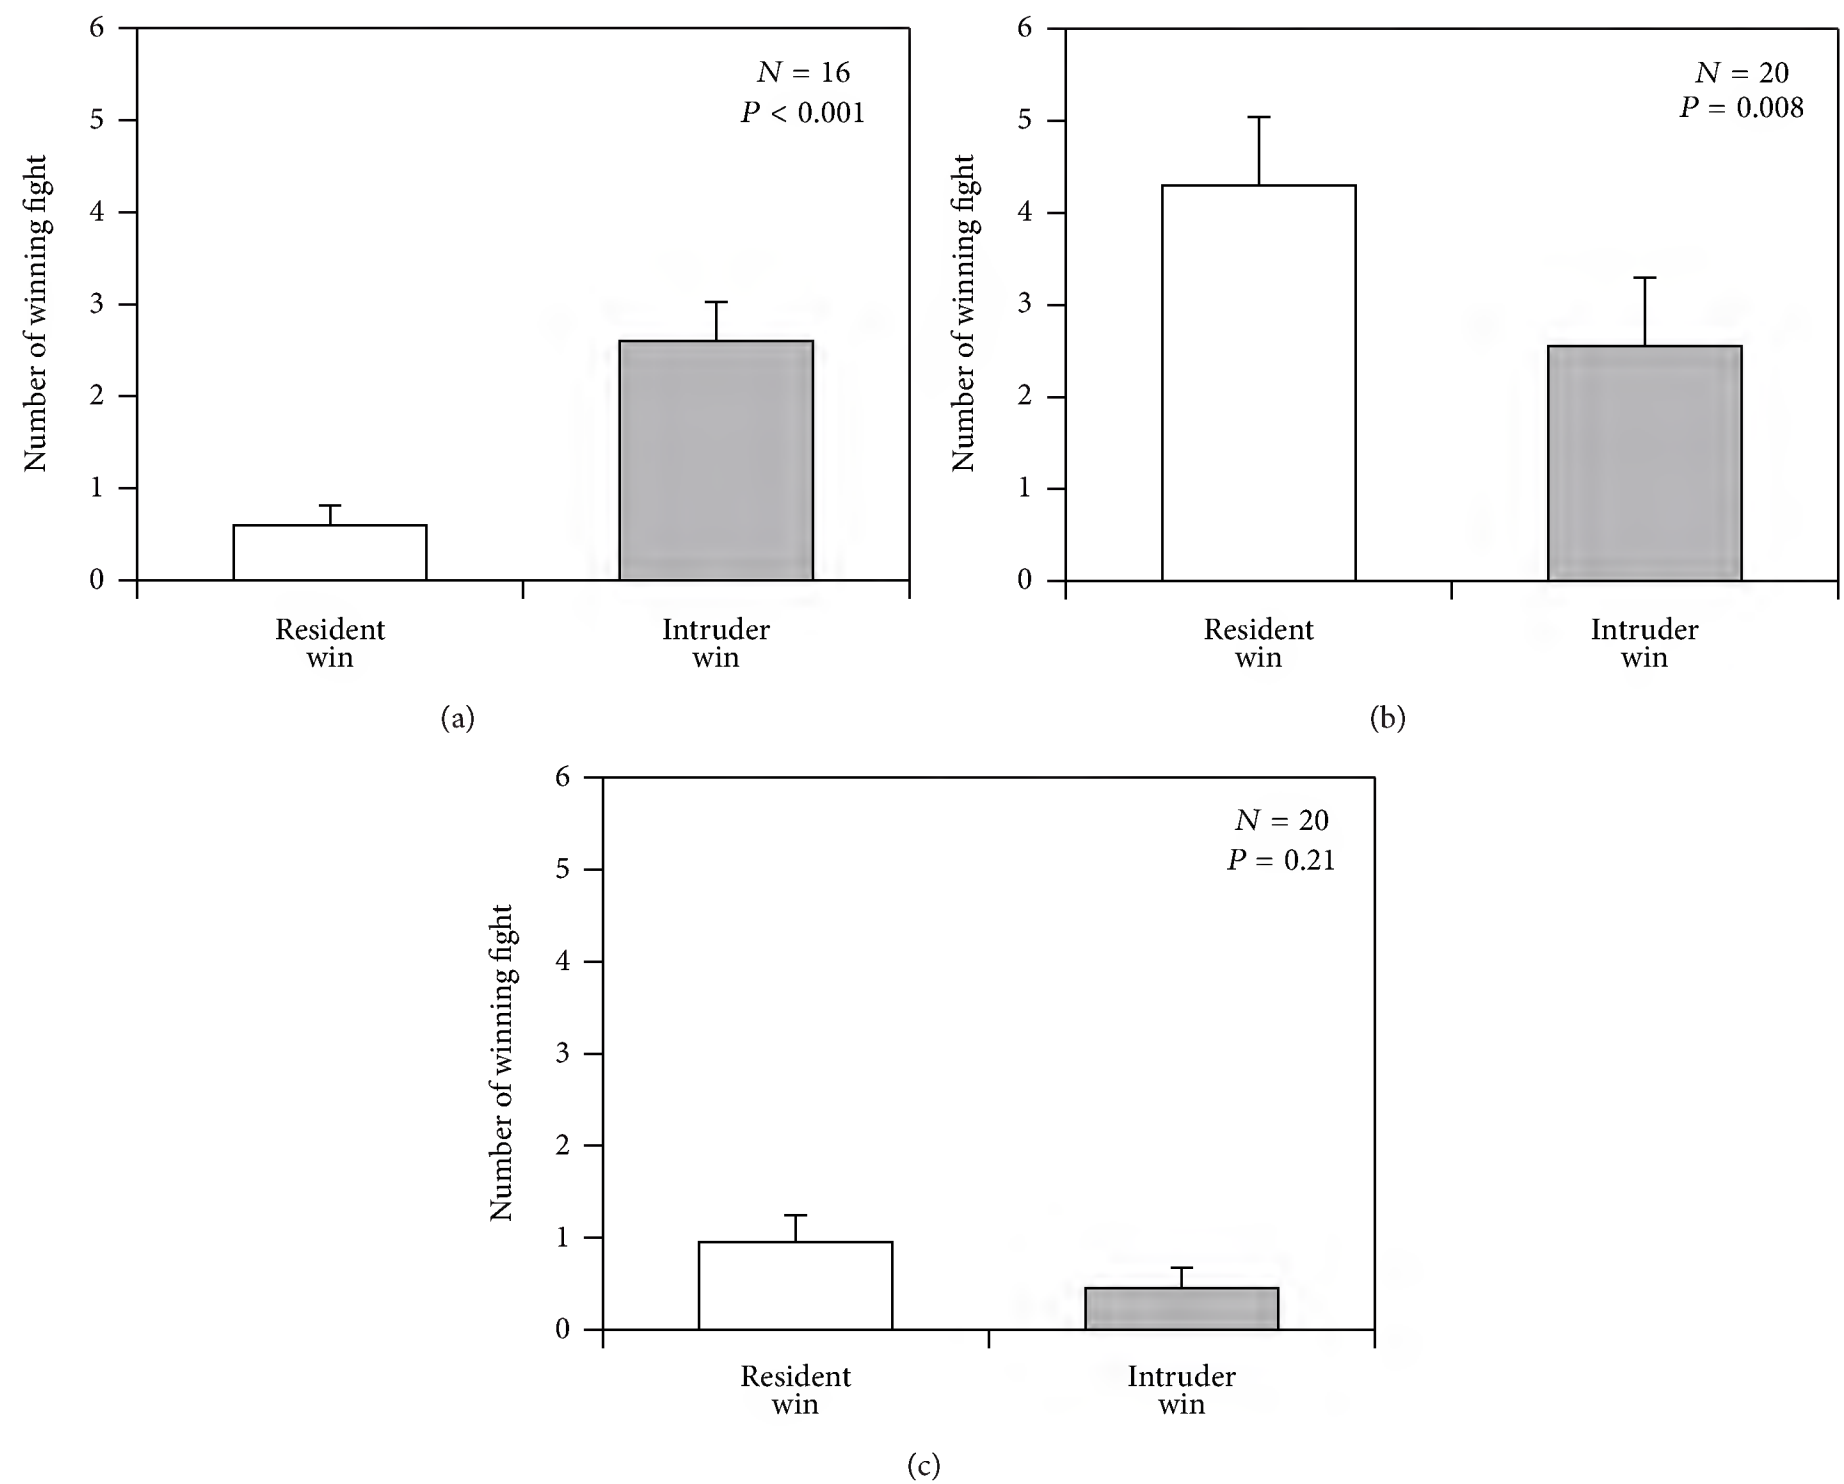 Number of winning fight
6
5
4
3
2
1
0
N = 16
P < 0.001
Resident
win
Intruder
win
(a)
Number of winning fight
6
5
4
3
2
1
0
N = 20
P = 0.008
Resident
win
Intruder
win
(b)
Number of winning fight
6
5
4
3
2
1
0
N = 20
P = 0.21
Resident
win
Intruder
win
(c)